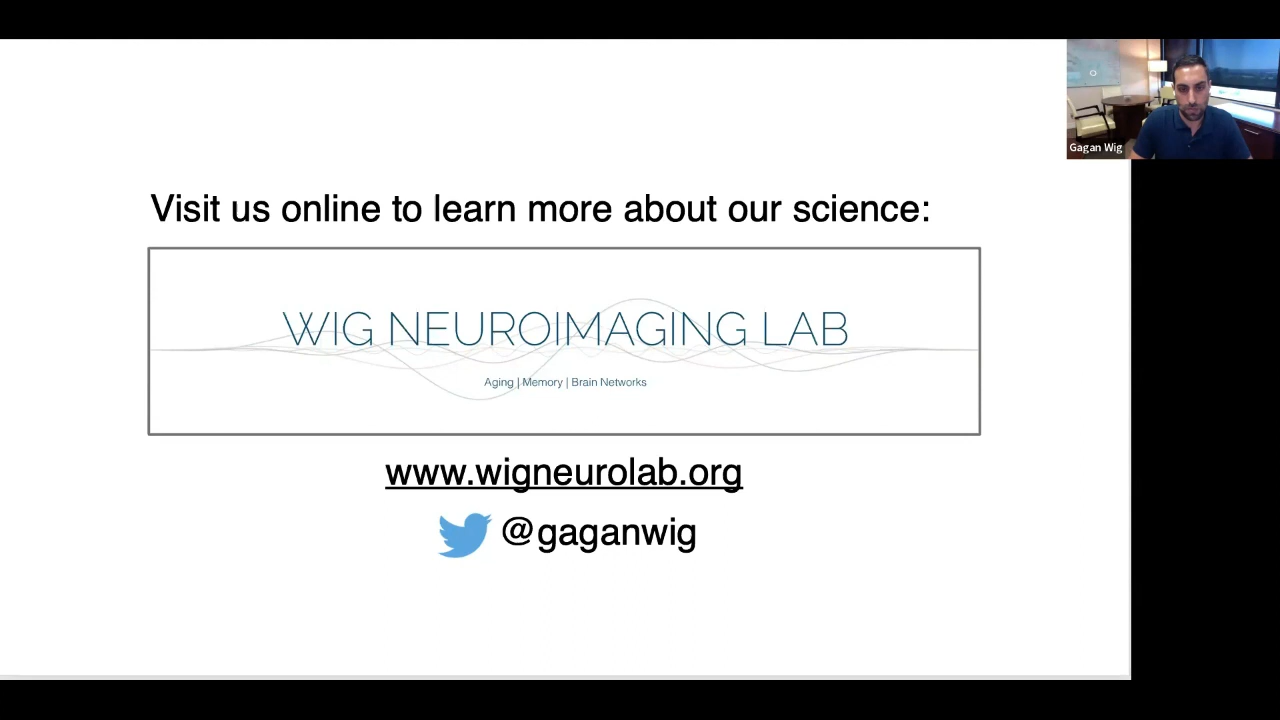 Gagan Wig
Visit us online to learn more about our science:
WIG NEUROIMAGING LAB
Aging | Memory | Brain Networks
www.wigneurolab.org
@gaganwig